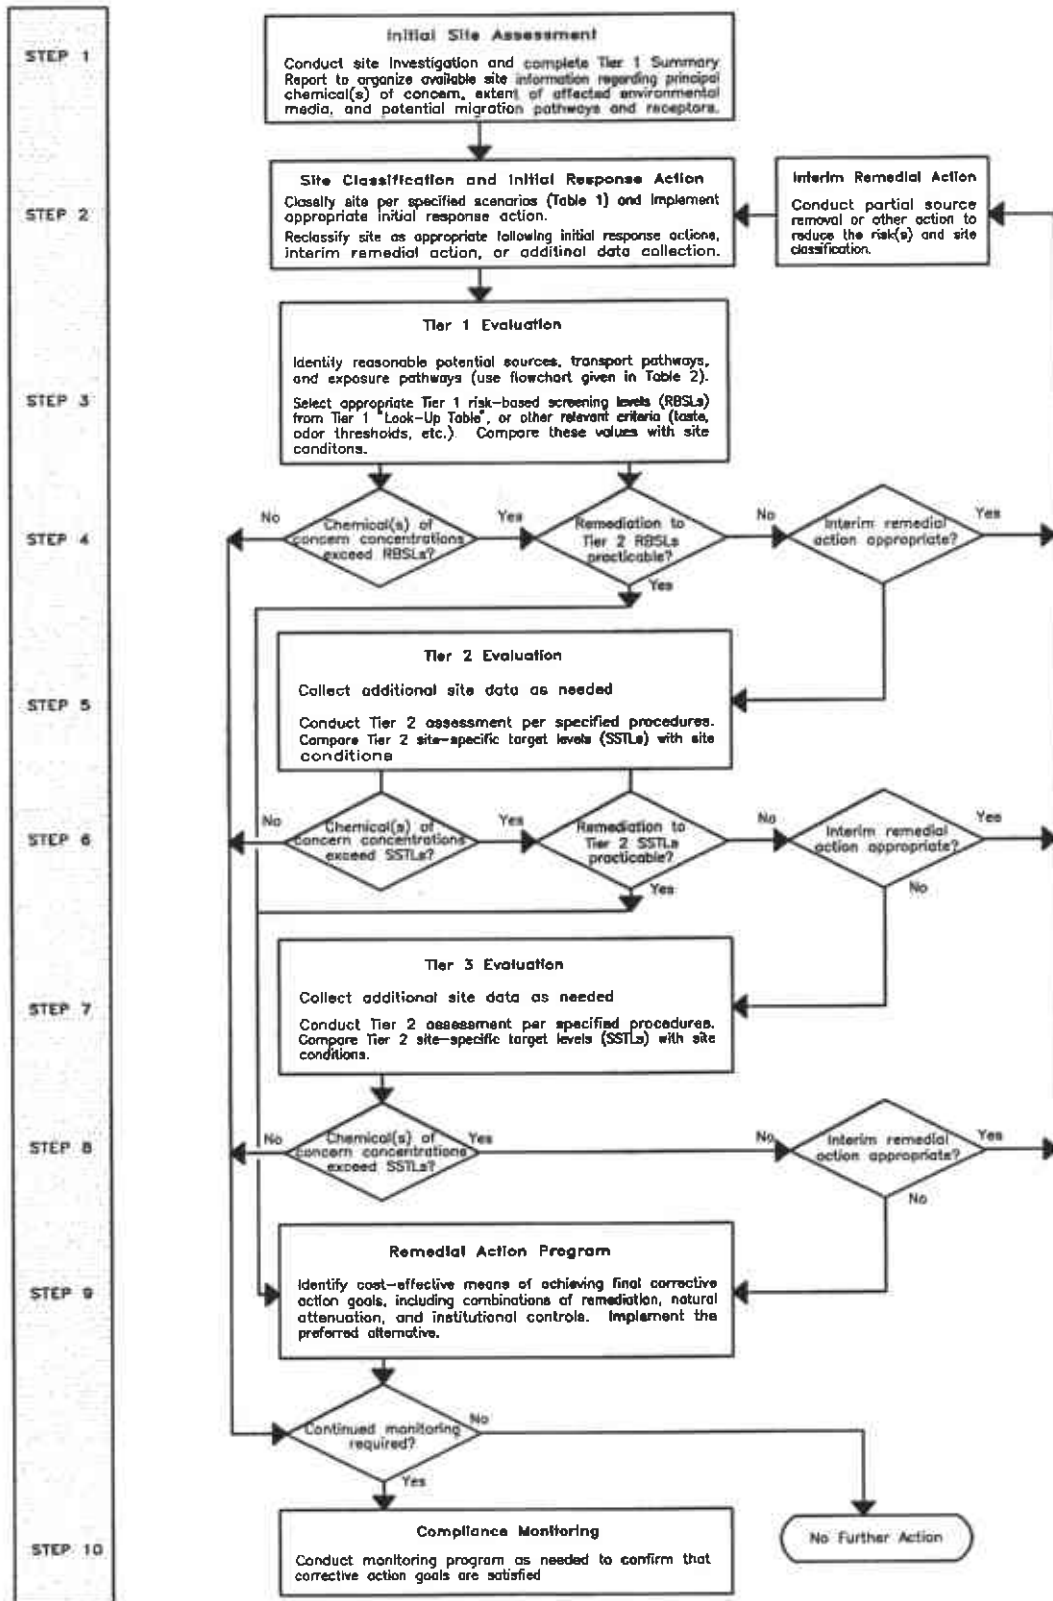 STEP 1
Initial Site Assessment
Conduct site Investigation and complete Tier 1 Summary
Report to organize available site information regarding principal
chemical(s) of concern, extent of affected environmental
media, and potential migration pathways and receptors.
STEP 2
Site Classification and Initial Response Action
Classify site per specified scenarios (Table 1) and implement
appropriate initial response action.
Reclassify site as appropriate following initial response actions,
interim remedial action, or additinal data collection.
Interim Remedial Action
Conduct partial source
removal or other action to
reduce the risk(s) and site
classification.
STEP 3
Tier 1 Evaluation
Identify reasonable potential sources, transport pathways,
and exposure pathways (use flowchart given in Table 2).
Select appropriate Tier 1 risk-based screening levels (RBSLs)
from Tier 1 "Look-Up Table", or other relevant criteria (taste,
odor thresholds, etc.). Compare these values with site
conditons.
STEP 4
No
Chemical(s) of
concern concentrations
exceed RBSLs?
Yes
Remediation to
Tier 2 RBSLs
practicable?
Yes
No
Interim remedial
action appropriate?
Yes
STEP 5
Tier 2 Evaluation
Collect additional site data as needed
Conduct Tier 2 assessment per specified procedures.
Compare Tier 2 site-specific target levels (SSTLs) with site
conditions
STEP 6
No
Chemical(s) of
concern concentrations
exceed SSTLs?
Yes
Remediation to
Tier 2 SSTLs
practicable?
Yes
No
Interim remedial
action appropriate?
Yes
No
STEP 7
Tier 3 Evaluation
Collect additional site data as needed
Conduct Tier 2 assessment per specified procedures.
Compare Tier 2 site-specific target levels (SSTLs) with site
conditions.
STEP 8
No
Chemical(s) of
concern concentrations
exceed SSTLs?
Yes
No
Interim remedial
action appropriate?
Yes
No
STEP 9
Remedial Action Program
Identify cost-effective means of achieving final corrective
action goals, including combinations of remediation, natural
attenuation, and institutional controls. Implement the
preferred alternative.
Continued monitoring
required?
No
Yes
STEP 10
Compliance Monitoring
Conduct monitoring program as needed to confirm that
corrective action goals are satisfied
No Further Action